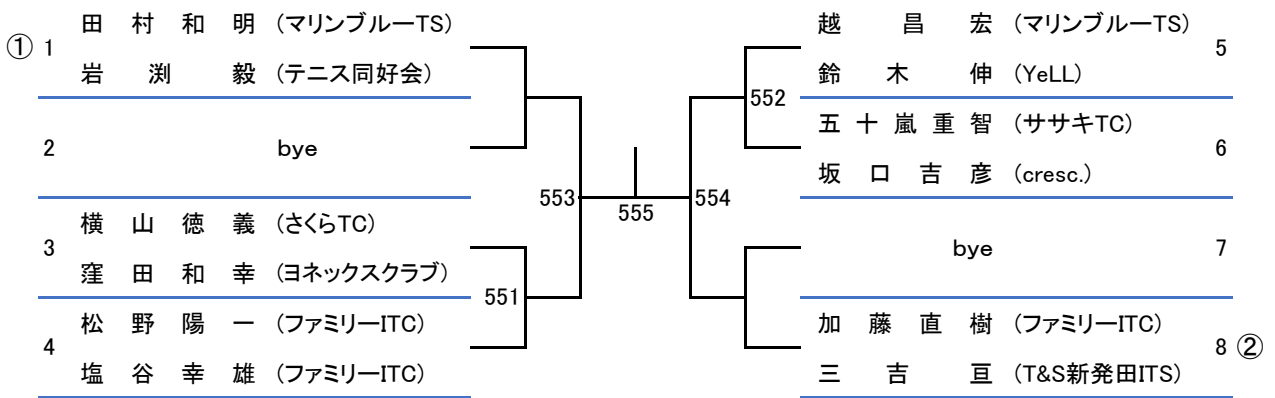 ① 1 田村和明 (マリンブルーTS)
岩渕毅 (テニス同好会)
2 bye
3 横山徳義 (さくらTC)
窪田和幸 (ヨネックスクラブ)
4 松野陽一 (ファミリーITC)
塩谷幸雄 (ファミリーITC)
551
553
555
554
552
越昌宏 (マリンブルーTS) 5
鈴木伸 (YeLL)
五十嵐重智 (ササキTC) 6
坂口吉彦 (cresc.)
bye 7
加藤直樹 (ファミリーITC) 8 ②
三吉亘 (T&S新発田ITS)